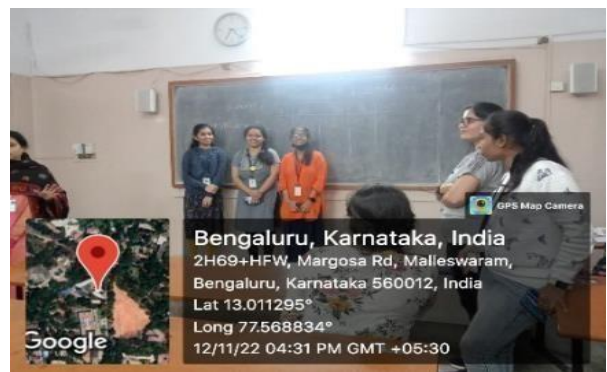 GPS Map Camera
Bengaluru, Karnataka, India
2H69+HFW, Margosa Rd, Malleswaram,
Bengaluru, Karnataka 560012, India
Lat 13.011295°
Long 77.568834°
12/11/22 04:31 PM GMT +05:30
Google